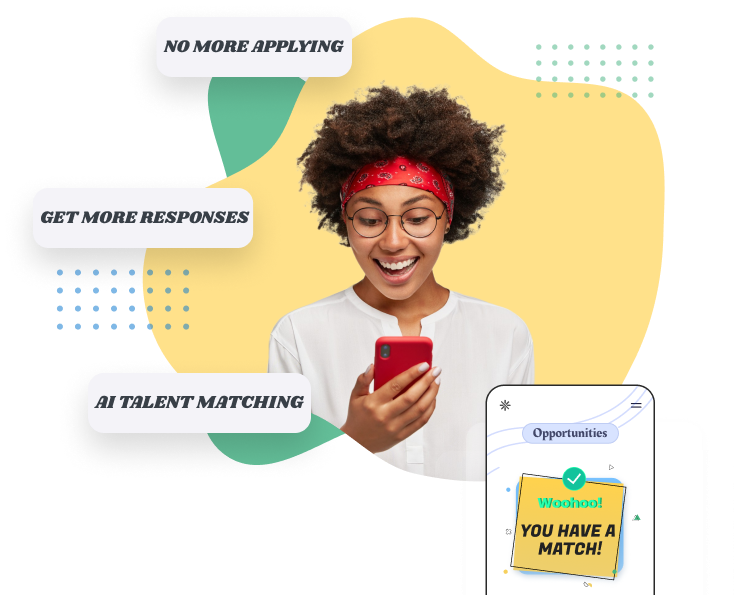 NO MORE APPLYING
GET MORE RESPONSES
AI TALENT MATCHING
Opportunities
Woohoo!
YOU HAVE A
MATCH!